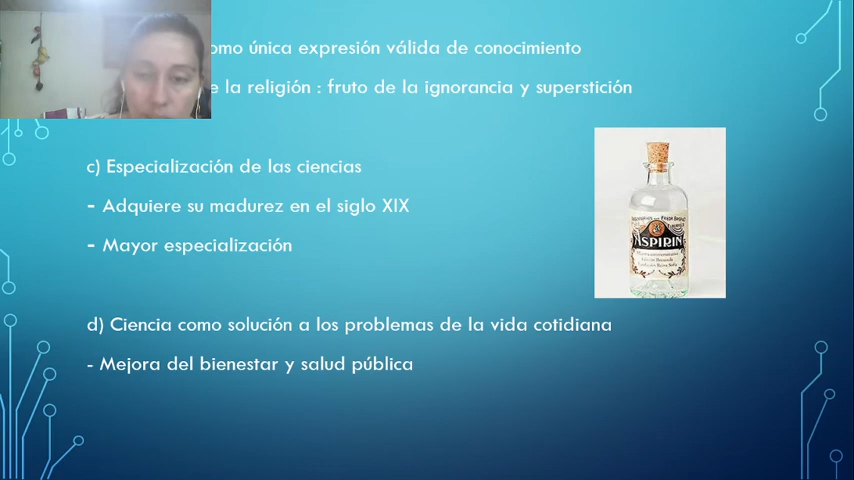 omo única expresión válida de conocimiento
e la religión : fruto de la ignorancia y superstición
c) Especialización de las ciencias
- Adquiere su madurez en el siglo XIX
- Mayor especialización
ASPIRIN
d) Ciencia como solución a los problemas de la vida cotidiana
- Mejora del bienestar y salud pública